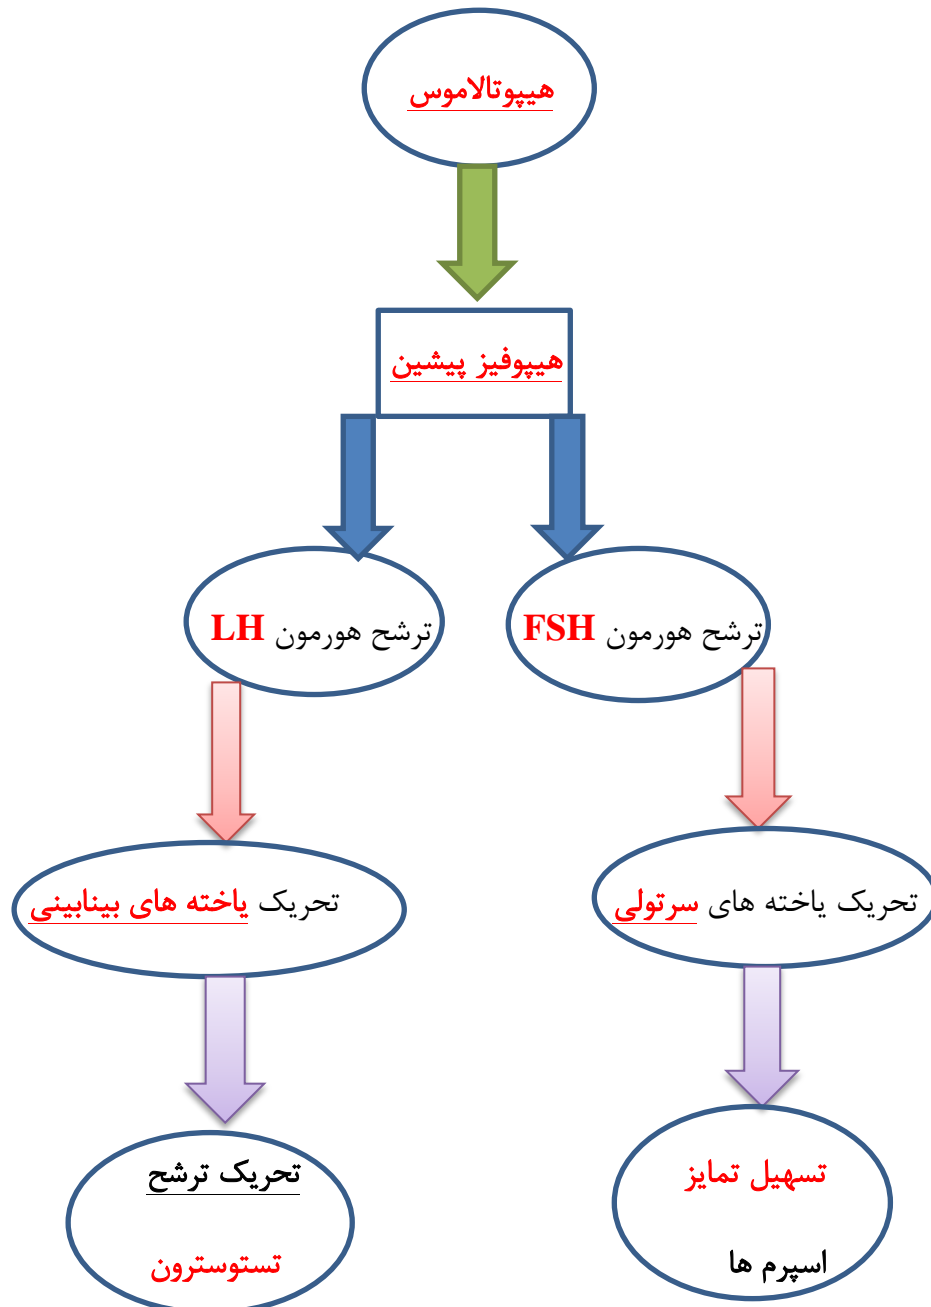 هیپوتالاموس
هیپوفیز پیشین
ترشح هورمون FSH
ترشح هورمون LH
تحریک یاخته های سرتولی
تحریک یاخته های بینابینی
تسهیل تمایز
اسپرم ها
تحریک ترشح
تستوسترون